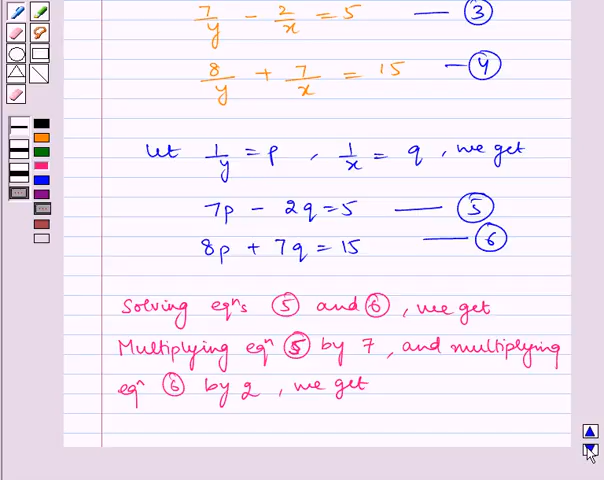 7/y - 2/x = 5 — ③
8/y + 7/x = 15 — ④
Let 1/y = p , 1/x = q , we get
7p - 2q = 5 — ⑤
8p + 7q = 15 — ⑥
Solving eqns ⑤ and ⑥, we get
Multiplying eqn ⑤ by 7, and multiplying
eqn ⑥ by 2, we get